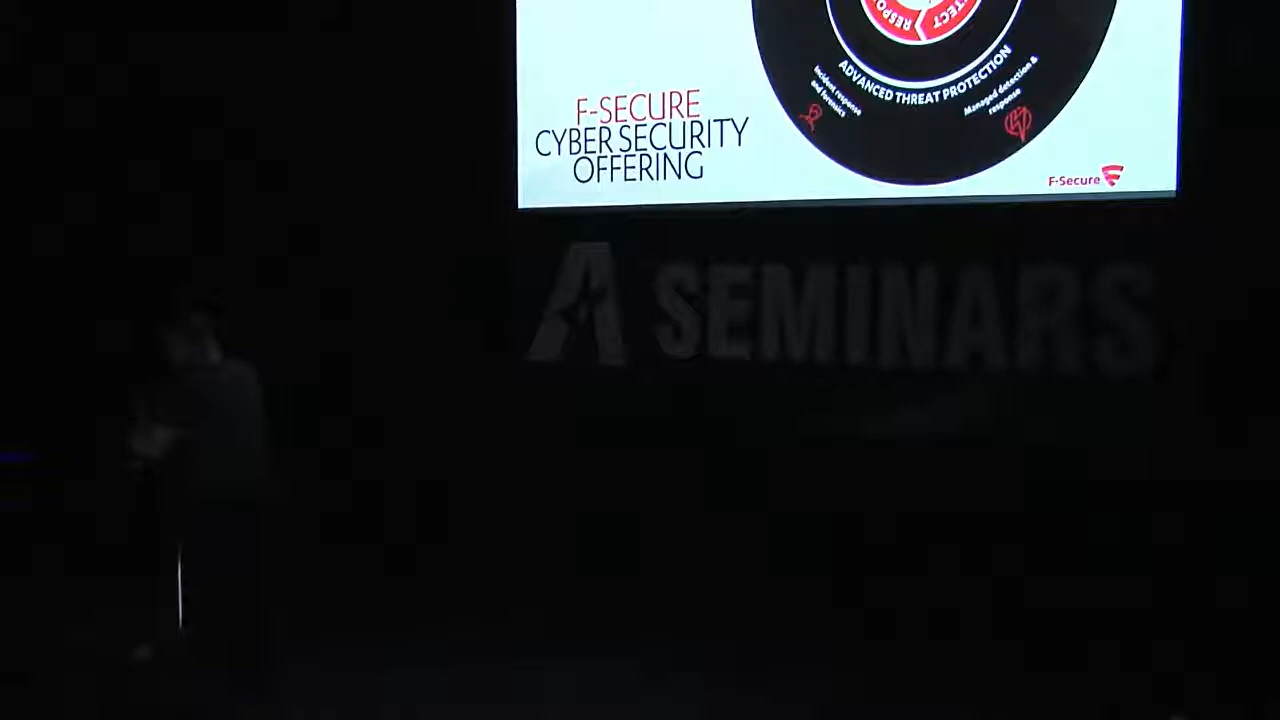 ADVANCED THREAT PROTECTION
Incident response
and forensics
Managed detection &
response
F-SECURE
CYBER SECURITY
OFFERING
F-Secure
SEMINARS